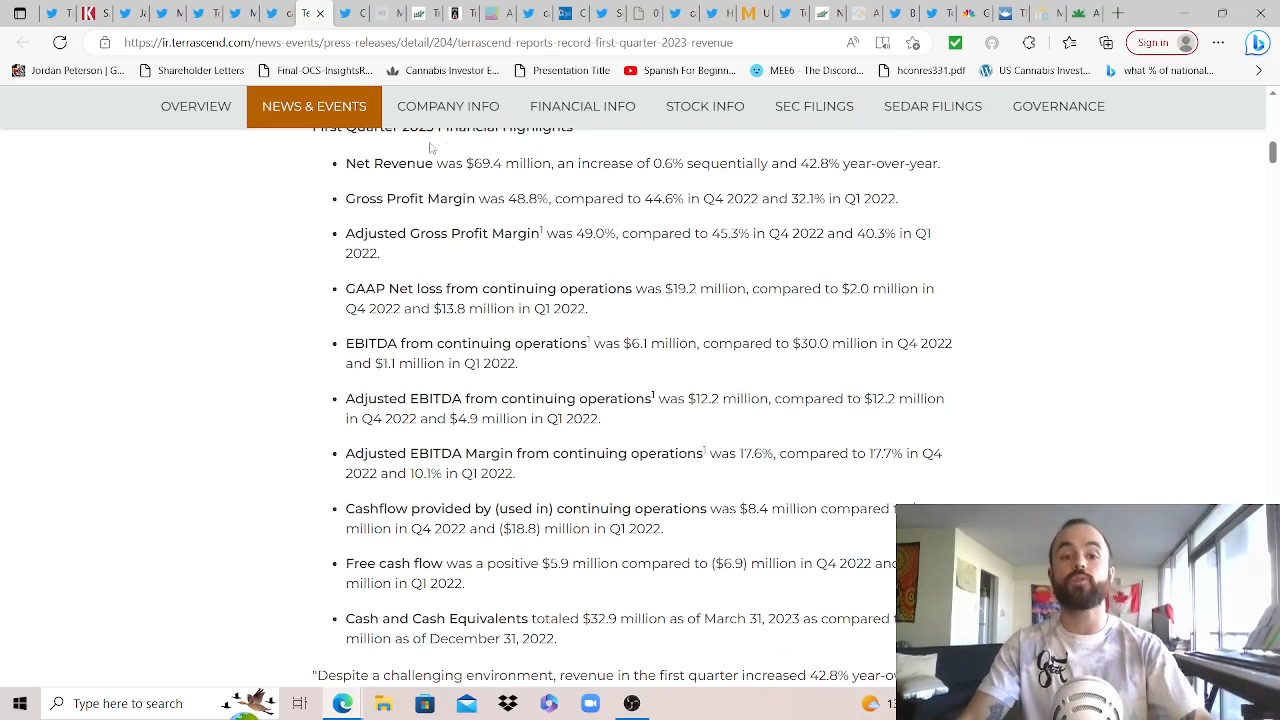 Te
https://ir.terrascend.com/news-events/press-releases/detail/204/terrascend-reports-record-first-quarter-2023-revenue
Sign in
Jordan Peterson | G...
Shareholder Letter
Final-OCS-Insights...
Cannabis Investor E...
Presentation Title
Spanish For Beginn...
MEE6 - The Discord...
hconres331.pdf
US Cannabis Invest...
what % of national...
OVERVIEW
NEWS & EVENTS
COMPANY INFO
FINANCIAL INFO
STOCK INFO
SEC FILINGS
SEDAR FILINGS
GOVERNANCE
First Quarter 2023 Financial Highlights
Net Revenue was $69.4 million, an increase of 0.6% sequentially and 42.8% year-over-year.
Gross Profit Margin was 48.8%, compared to 44.6% in Q4 2022 and 32.1% in Q1 2022.
Adjusted Gross Profit Margin1 was 49.0%, compared to 45.3% in Q4 2022 and 40.3% in Q1
2022.
GAAP Net loss from continuing operations was $19.2 million, compared to $2.0 million in
Q4 2022 and $13.8 million in Q1 2022.
EBITDA from continuing operations1 was $6.1 million, compared to $30.0 million in Q4 2022
and $1.1 million in Q1 2022.
Adjusted EBITDA from continuing operations1 was $12.2 million, compared to $12.2 million
in Q4 2022 and $4.9 million in Q1 2022.
Adjusted EBITDA Margin from continuing operations1 was 17.6%, compared to 17.7% in Q4
2022 and 10.1% in Q1 2022.
Cashflow provided by (used in) continuing operations was $8.4 million compared
million in Q4 2022 and ($18.8) million in Q1 2022.
Free cash flow was a positive $5.9 million compared to ($6.9) million in Q4 2022 and
million in Q1 2022.
Cash and Cash Equivalents totaled $32.9 million as of March 31, 2023 as compared
million as of December 31, 2022.
"Despite a challenging environment, revenue in the first quarter increased 42.8% year-ov
Type here to search